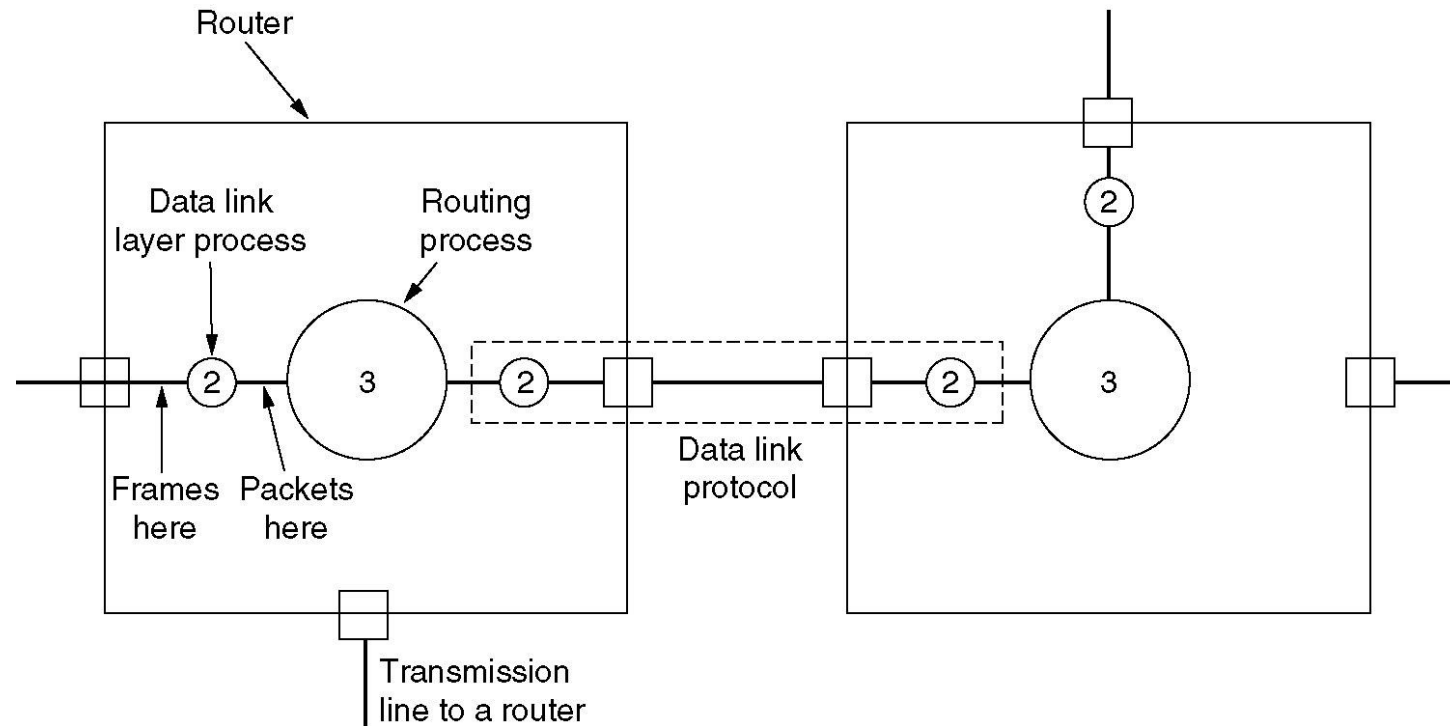 Router
Data link
layer process
Routing
process
2
2
3
2
2
3
Frames
here
Packets
here
Data link
protocol
Transmission
line to a router